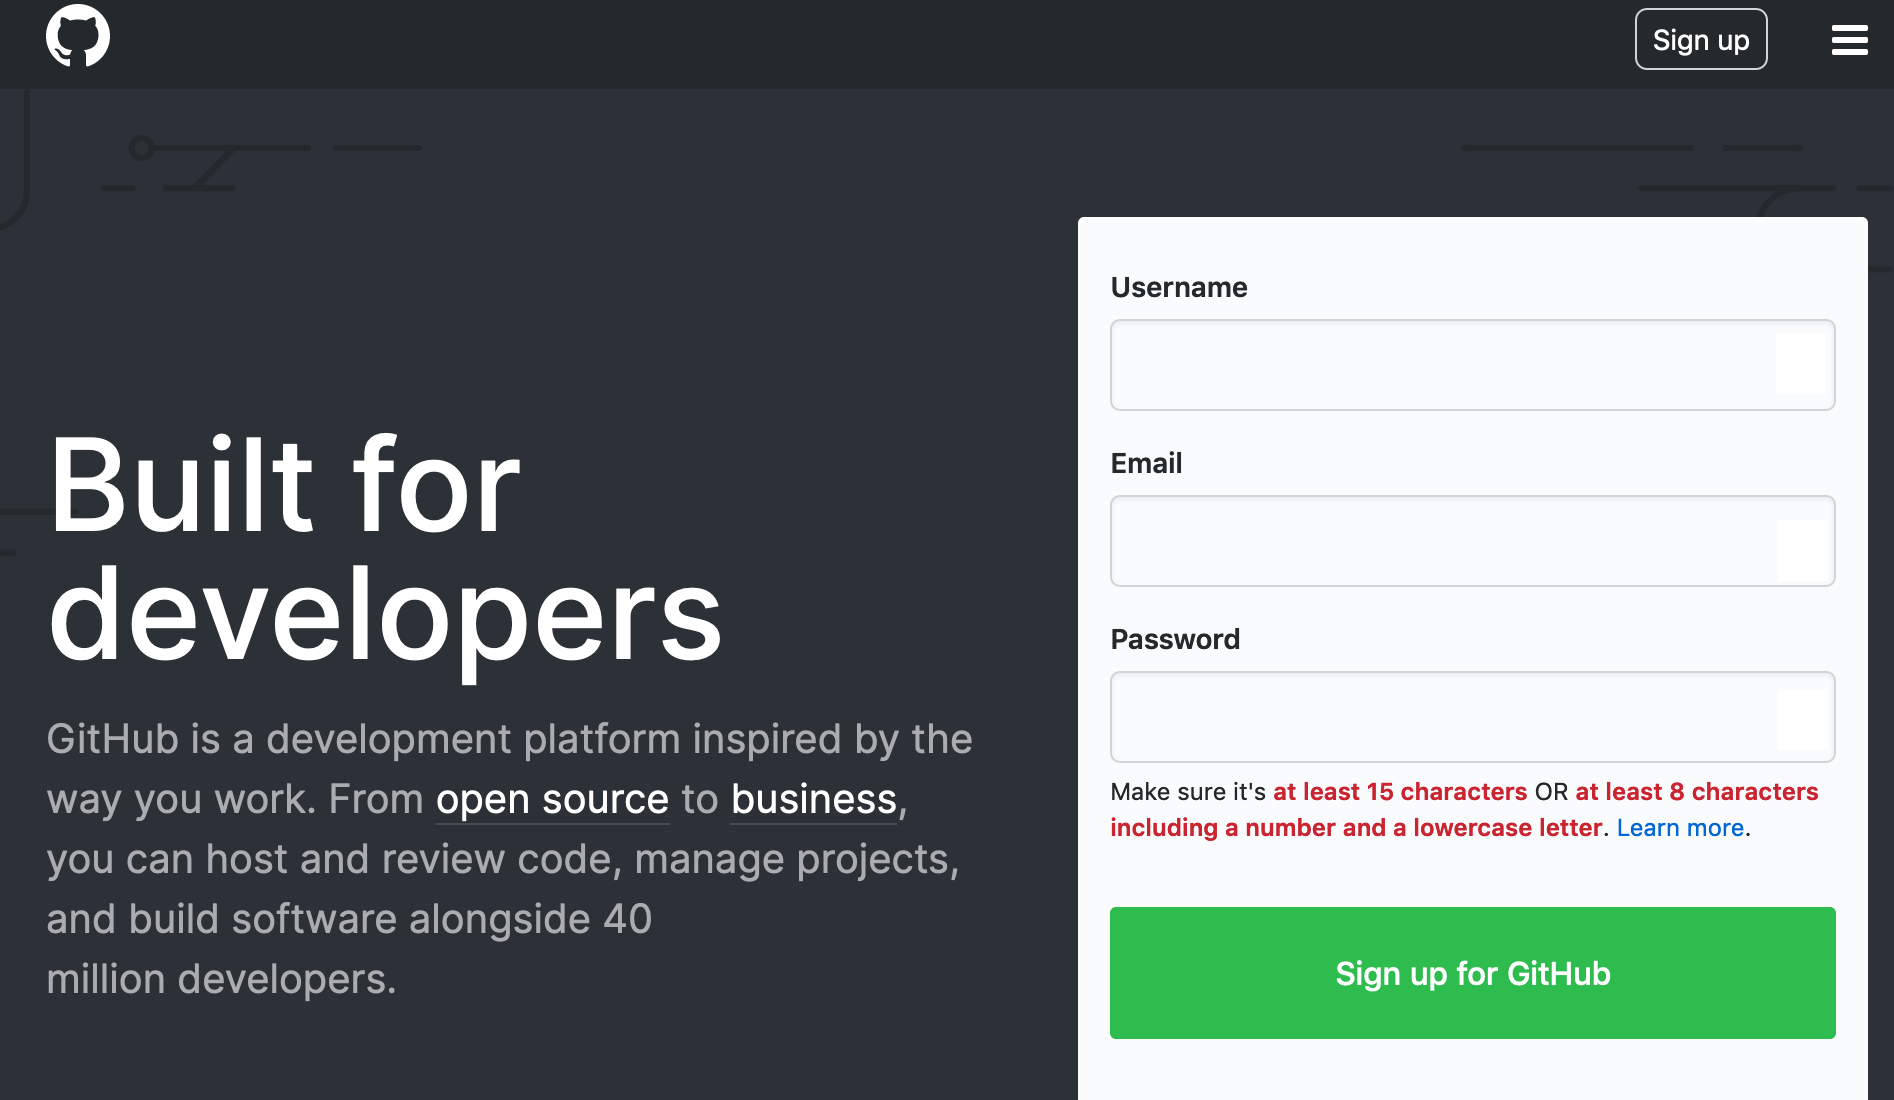 Sign up
Built for
developers
GitHub is a development platform inspired by the
way you work. From open source to business,
you can host and review code, manage projects,
and build software alongside 40
million developers.
Username
Email
Password
Make sure it's at least 15 characters OR at least 8 characters
including a number and a lowercase letter. Learn more.
Sign up for GitHub